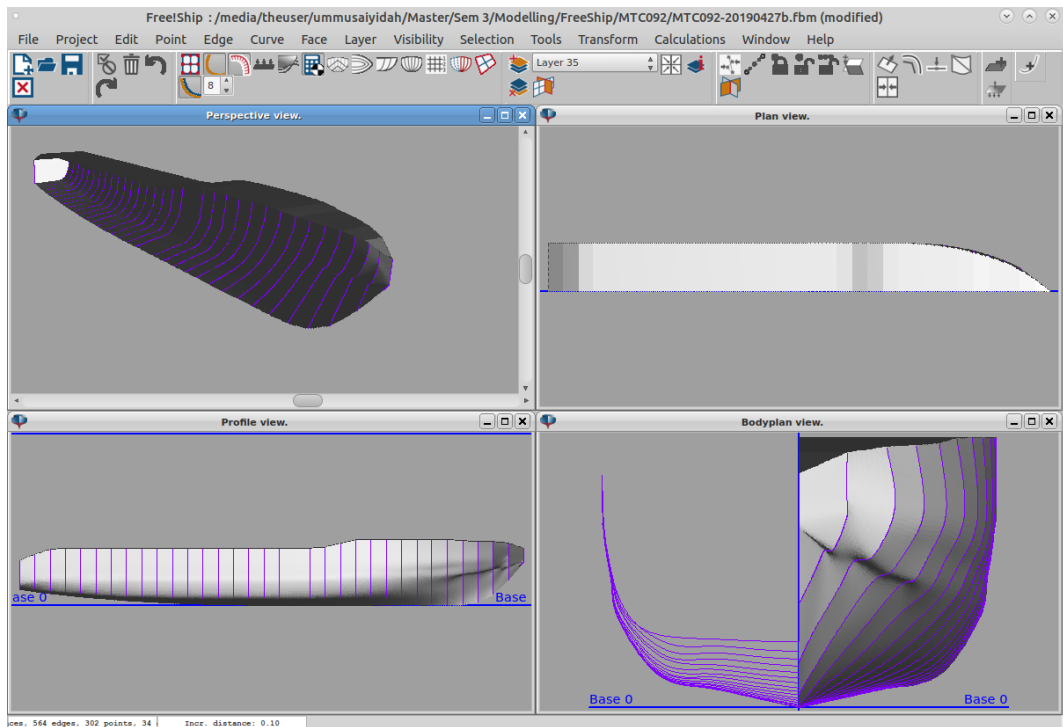 Free!Ship : /media/theuser/ummusaiyidah/Master/Sem 3/Modelling/FreeShip/MTC092/MTC092-20190427b.fbm (modified)
File Project Edit Point Edge Curve Face Layer Visibility Selection Tools Transform Calculations Window Help
Layer 35
8
Perspective view.
Plan view.
Profile view.
Bodyplan view.
ase 0
Base
Base 0
Base 0
ces, 564 edges, 302 points, 34
Incr. distance: 0.10